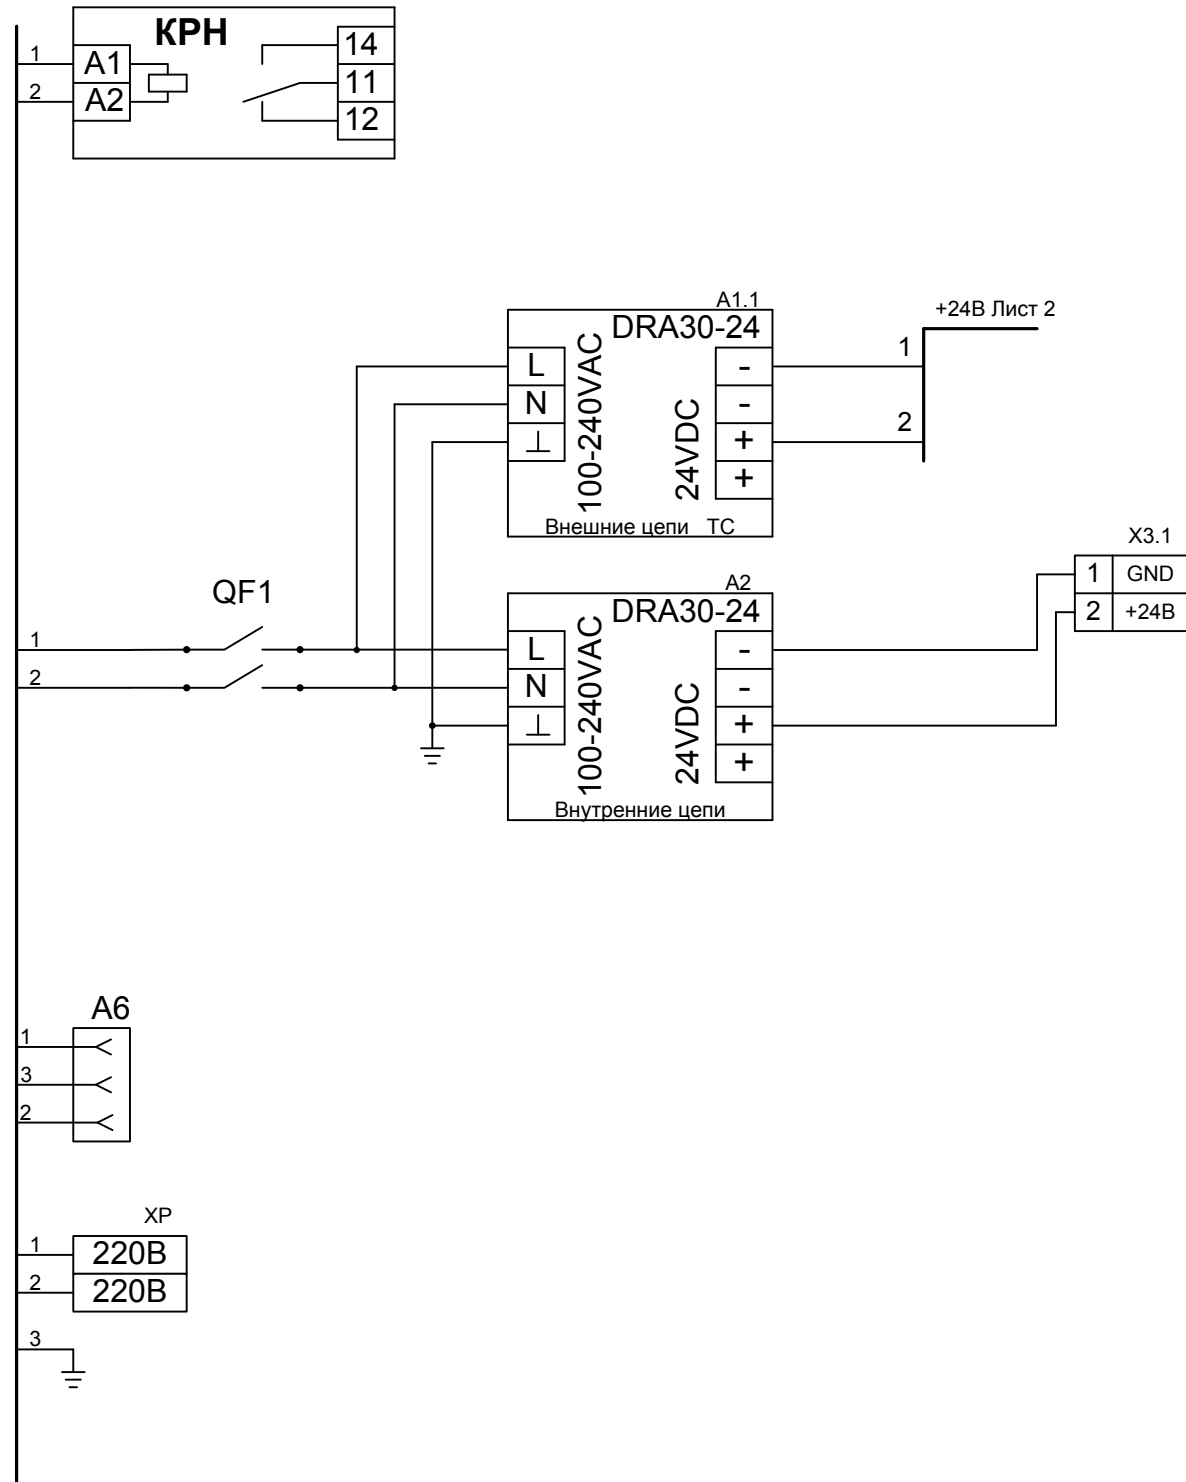 КРН
14
1
A1
11
2
A2
12
A1.1
+24В Лист 2
DRA30-24
1
L
-
100-240VAC
N
-
24VDC
2
⊥
+
+
Внешние цепи ТС
X3.1
1 GND
A2
QF1
DRA30-24
2 +24В
1
L
-
100-240VAC
2
N
-
24VDC
⊥
+
+
Внутренние цепи
A6
1
3
2
XP
1
220В
2
220В
3